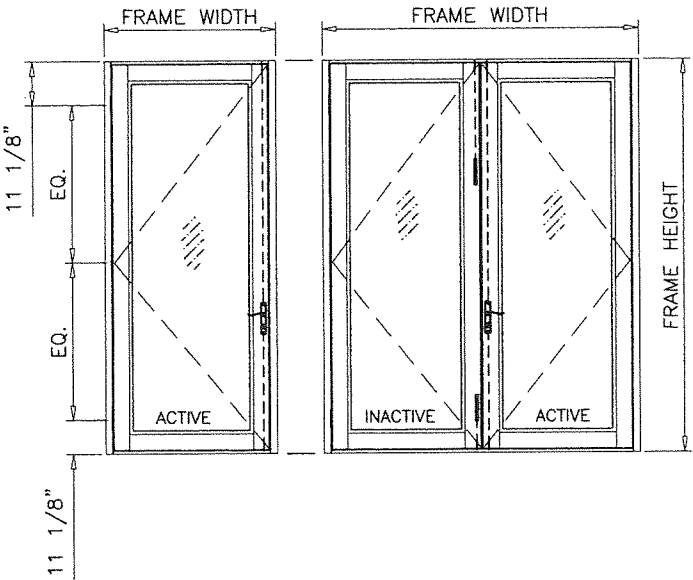 FRAME WIDTH
FRAME WIDTH
11 1/8"
EQ.
EQ.
11 1/8"
ACTIVE
INACTIVE
ACTIVE
FRAME HEIGHT